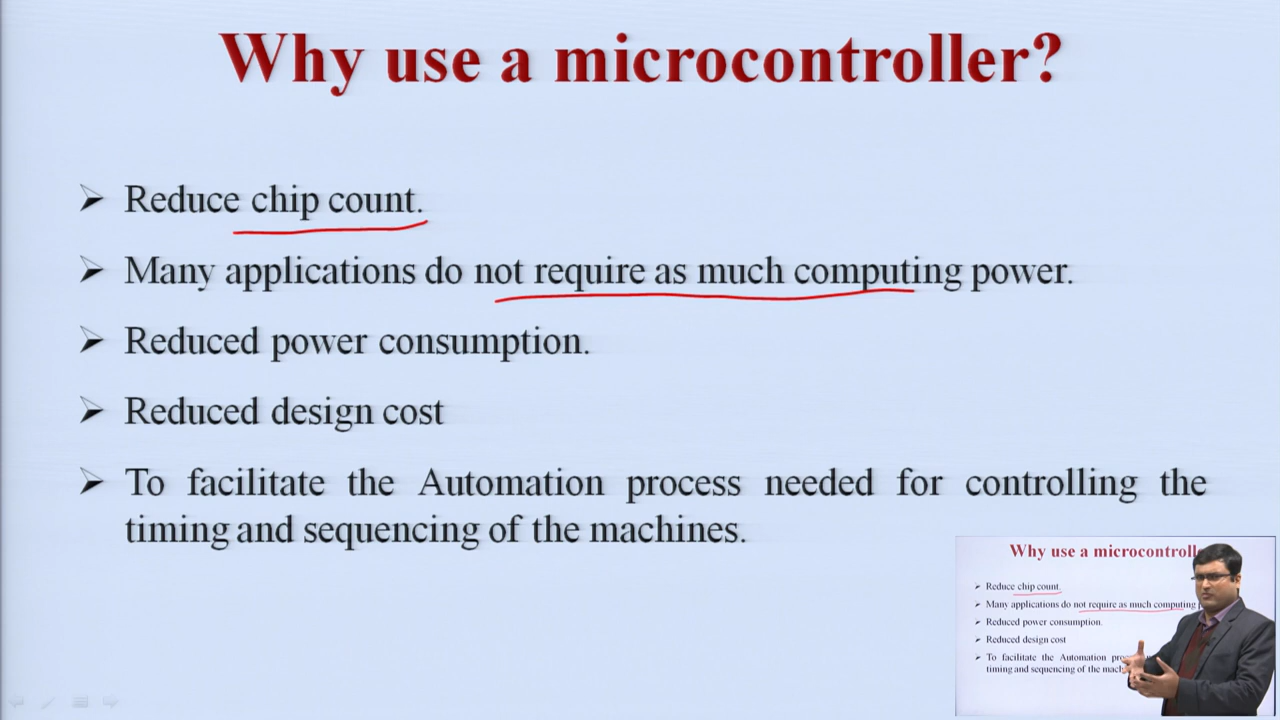 Why use a microcontroller?
➢ Reduce chip count.
➢ Many applications do not require as much computing power.
➢ Reduced power consumption.
➢ Reduced design cost
➢ To facilitate the Automation process needed for controlling the
timing and sequencing of the machines.
Why use a microcontroll
➢ Reduce chip count.
➢ Many applications do not require as much computing
➢ Reduced power consumption.
➢ Reduced design cost
➢ To facilitate the Automation pro
timing and sequencing of the mach